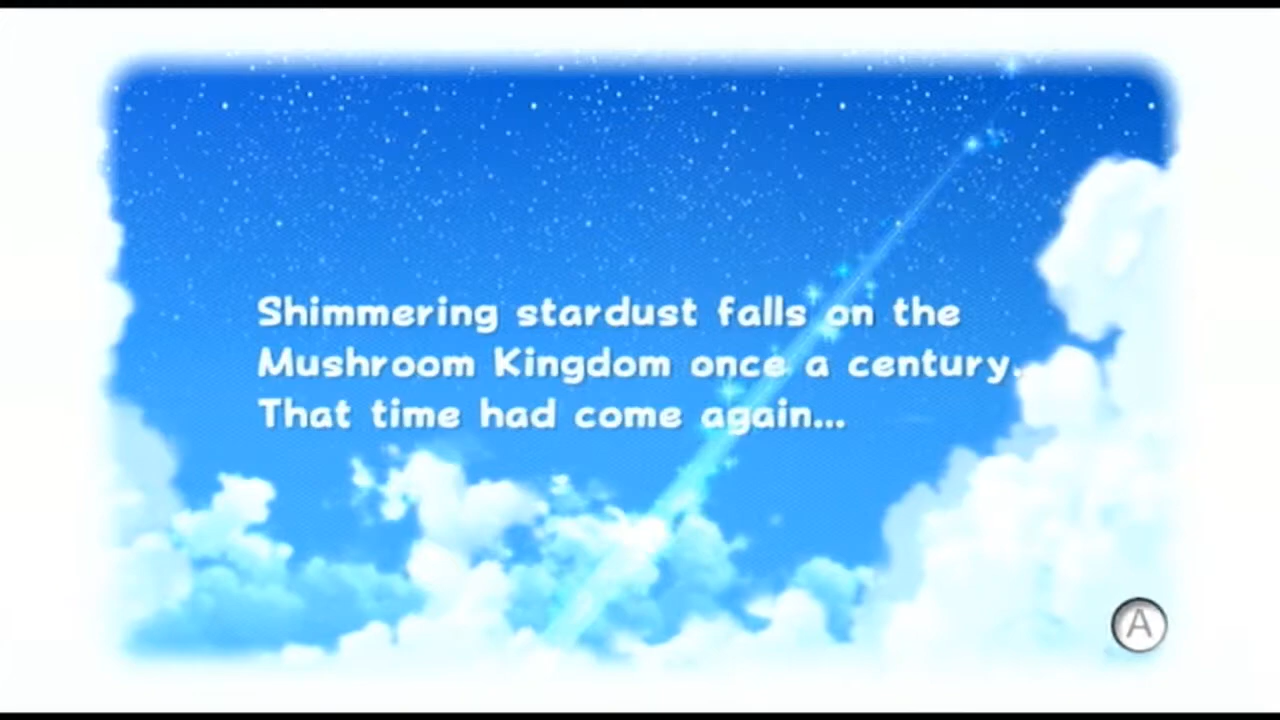 Shimmering stardust falls on the
Mushroom Kingdom once a century.
That time had come again...
A